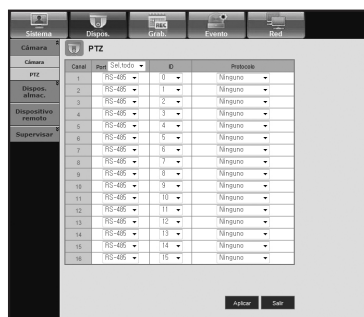 REC
Sistema Dispos. Grab. Evento Red
Cámara PTZ
Cámara
PTZ
Dispos. almac.
Dispositivo remoto
Supervisar
Canal Port Sel.todo ID Protocolo
1 RS-485 0 Ninguno
2 RS-485 1 Ninguno
3 RS-485 2 Ninguno
4 RS-485 3 Ninguno
5 RS-485 4 Ninguno
6 RS-485 5 Ninguno
7 RS-485 6 Ninguno
8 RS-485 7 Ninguno
9 RS-485 8 Ninguno
10 RS-485 9 Ninguno
11 RS-485 10 Ninguno
12 RS-485 11 Ninguno
13 RS-485 12 Ninguno
14 RS-485 13 Ninguno
15 RS-485 14 Ninguno
16 RS-485 15 Ninguno
Aplicar Salir